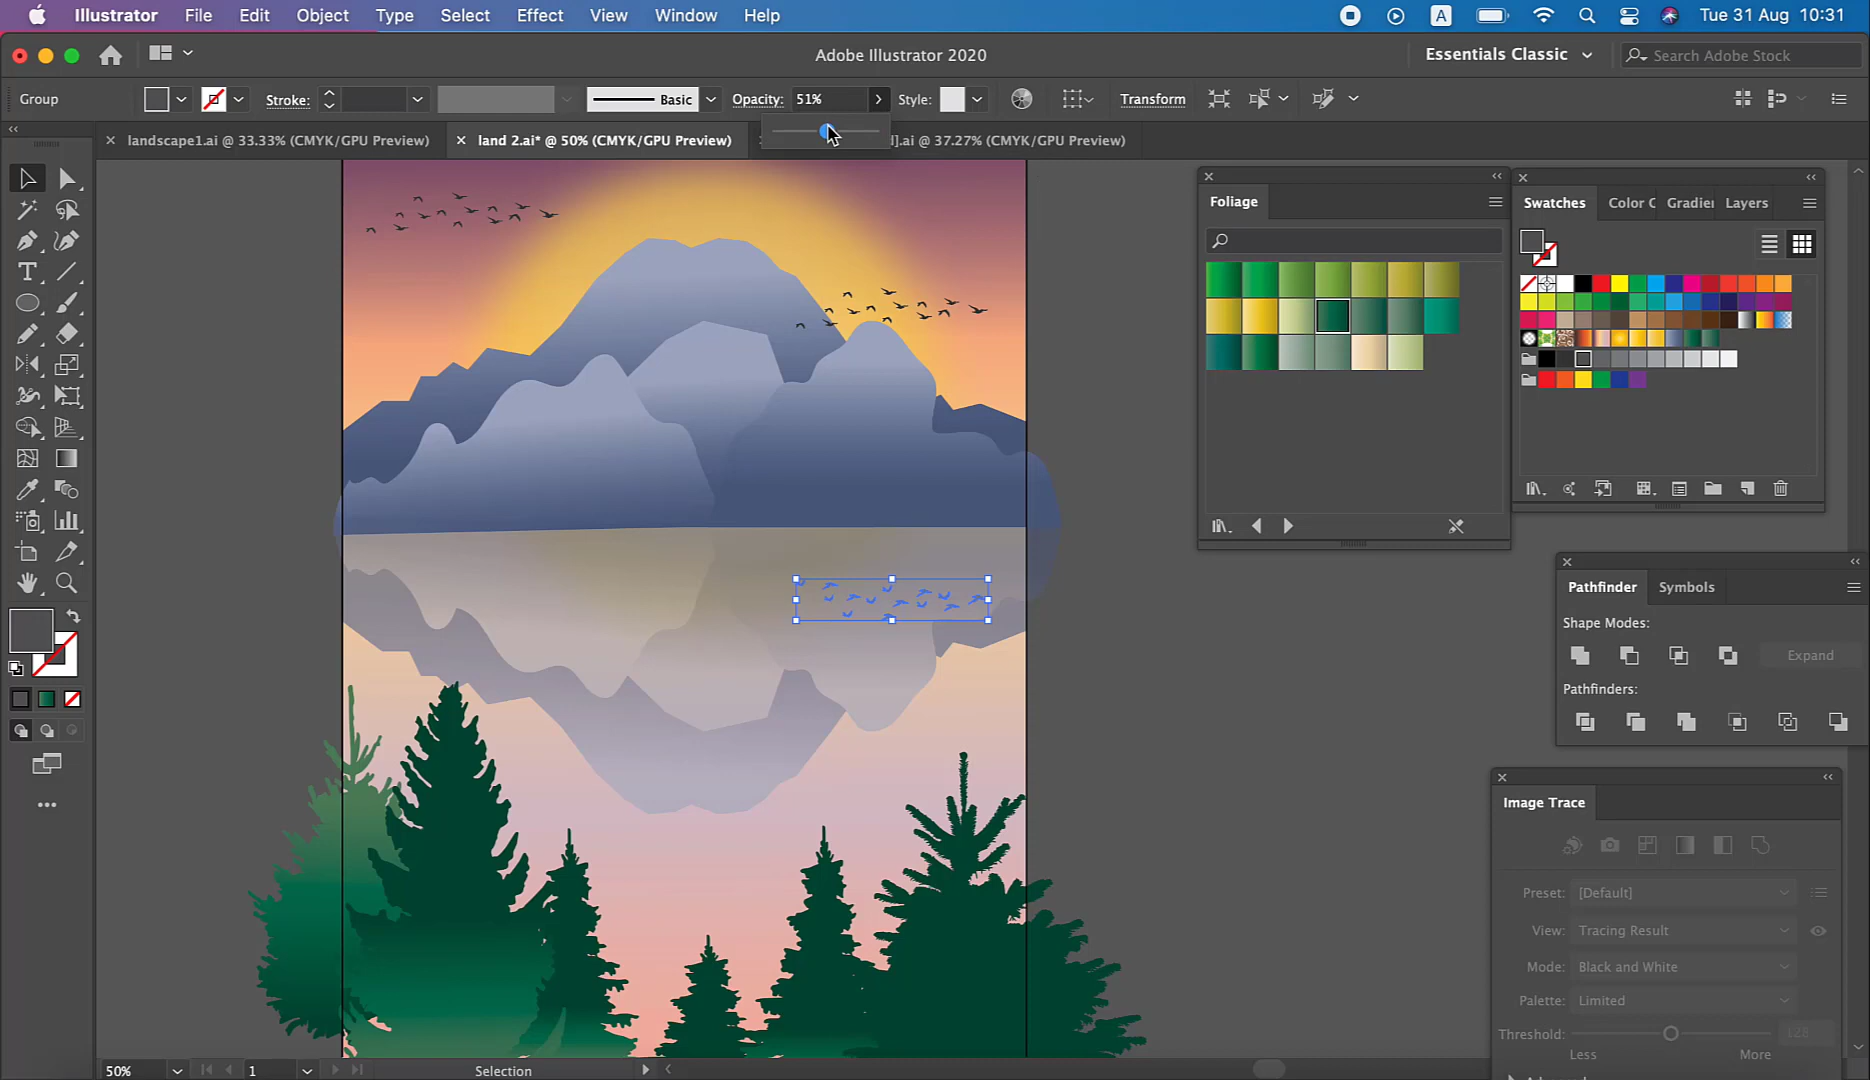 Illustrator File Edit Object Type Select Effect View Window Help A Tue 31 Aug 10:31
Adobe Illustrator 2020 Essentials Classic Search Adobe Stock
Group Stroke: Basic Opacity: 51% Style: Transform
landscape1.ai @ 33.33% (CMYK/GPU Preview) land 2.ai* @ 50% (CMYK/GPU Preview) ].ai @ 37.27% (CMYK/GPU Preview)
Foliage
Swatches Color C Gradier Layers
Pathfinder Symbols
Shape Modes:
Expand
Pathfinders:
Image Trace
Preset: [Default]
View: Tracing Result
Mode: Black and White
Palette: Limited
Threshold: 128
Less More
50% 1 Selection